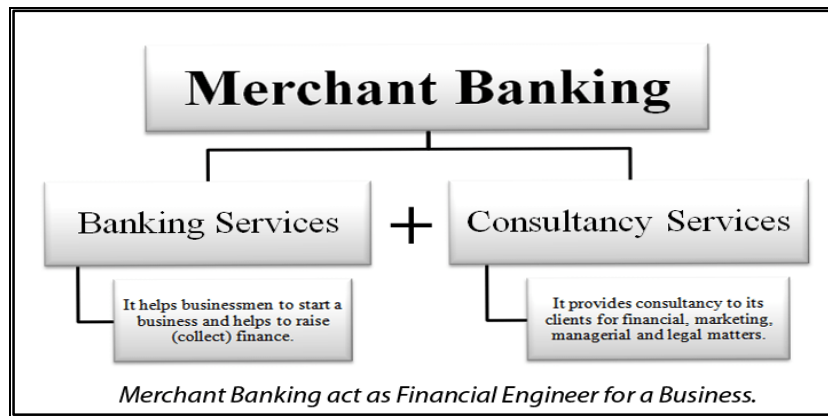 Merchant Banking
Banking Services
+
Consultancy Services
It helps businessmen to start a
business and helps to raise
(collect) finance.
It provides consultancy to its
clients for financial, marketing,
managerial and legal matters.
Merchant Banking act as Financial Engineer for a Business.